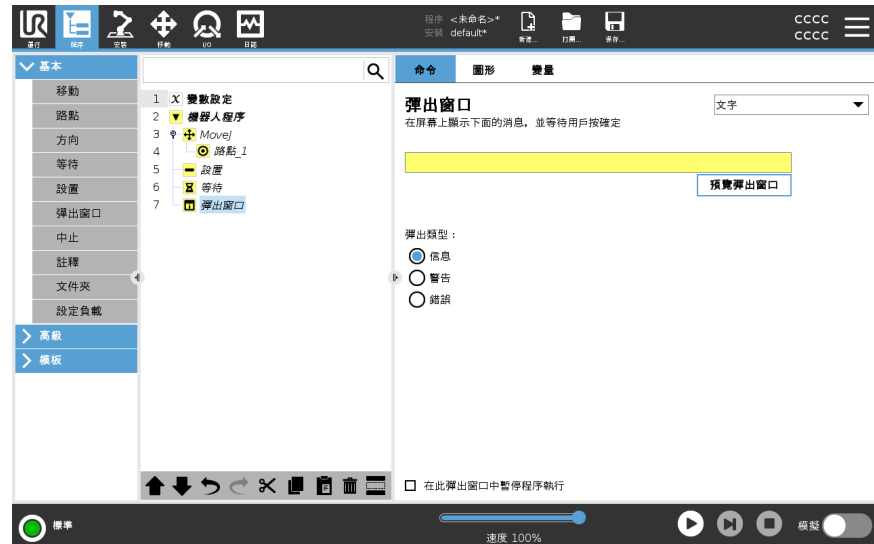 UR
運行
程序
安裝
移動
I/O
日誌
程序 <未命名>*
安裝 default*
新建...
打開...
保存...
CCCC
CCCC
基本
移動
路點
方向
等待
設置
彈出窗口
中止
註釋
文件夾
設定負載
高級
模板
1 X 變數設定
2 機器人程序
3 MoveJ
4 路點_1
5 設置
6 等待
7 彈出窗口
命令 圖形 變量
彈出窗口
文字
在屏幕上顯示下面的消息，並等待用戶按確定
預覽彈出窗口
彈出類型：
信息
警告
錯誤
在此彈出窗口中暫停程序執行
標準
速度 100%
模擬